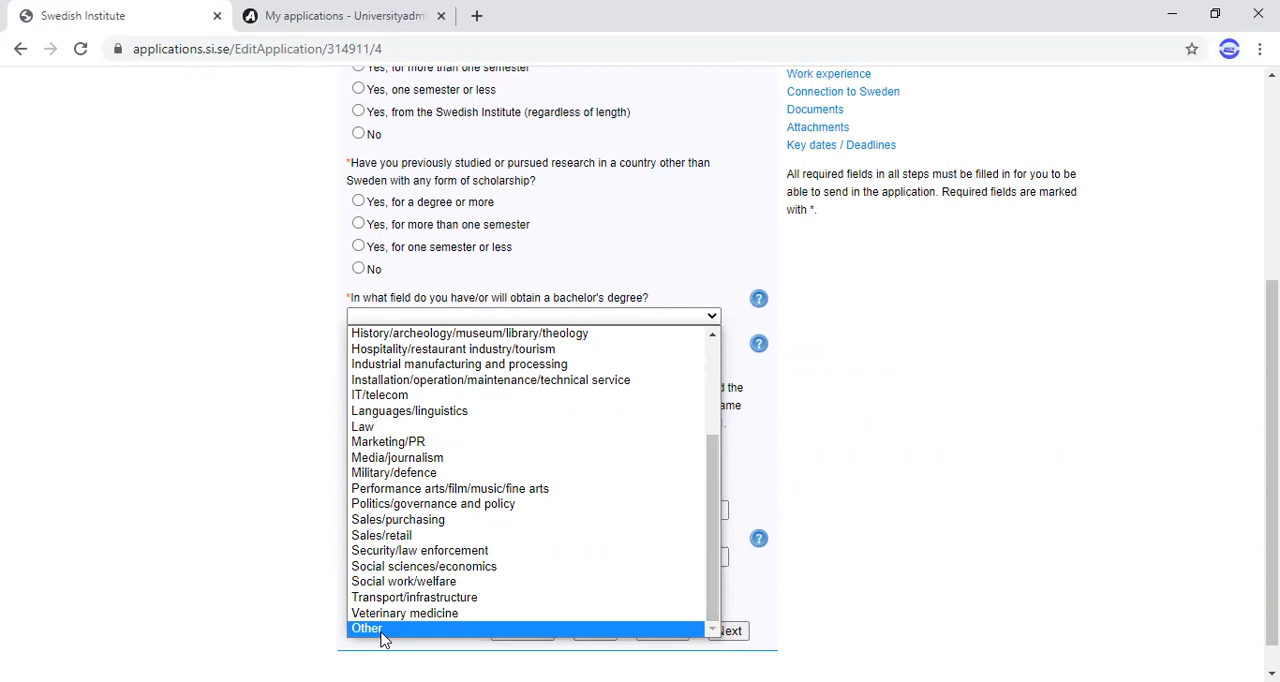 Swedish Institute
My applications - Universityadmi
applications.si.se/EditApplication/314911/4
Yes, for more than one semester
Yes, one semester or less
Yes, from the Swedish Institute (regardless of length)
No
*Have you previously studied or pursued research in a country other than
Sweden with any form of scholarship?
Yes, for a degree or more
Yes, for more than one semester
Yes, for one semester or less
No
*In what field do you have/or will obtain a bachelor's degree?
?
History/archeology/museum/library/theology
Hospitality/restaurant industry/tourism
Industrial manufacturing and processing
Installation/operation/maintenance/technical service
IT/telecom
Languages/linguistics
Law
Marketing/PR
Media/journalism
Military/defence
Performance arts/film/music/fine arts
Politics/governance and policy
Sales/purchasing
Sales/retail
Security/law enforcement
Social sciences/economics
Social work/welfare
Transport/infrastructure
Veterinary medicine
Other
?
d the
ame
?
Next
Work experience
Connection to Sweden
Documents
Attachments
Key dates / Deadlines
All required fields in all steps must be filled in for you to be
able to send in the application. Required fields are marked
with *.